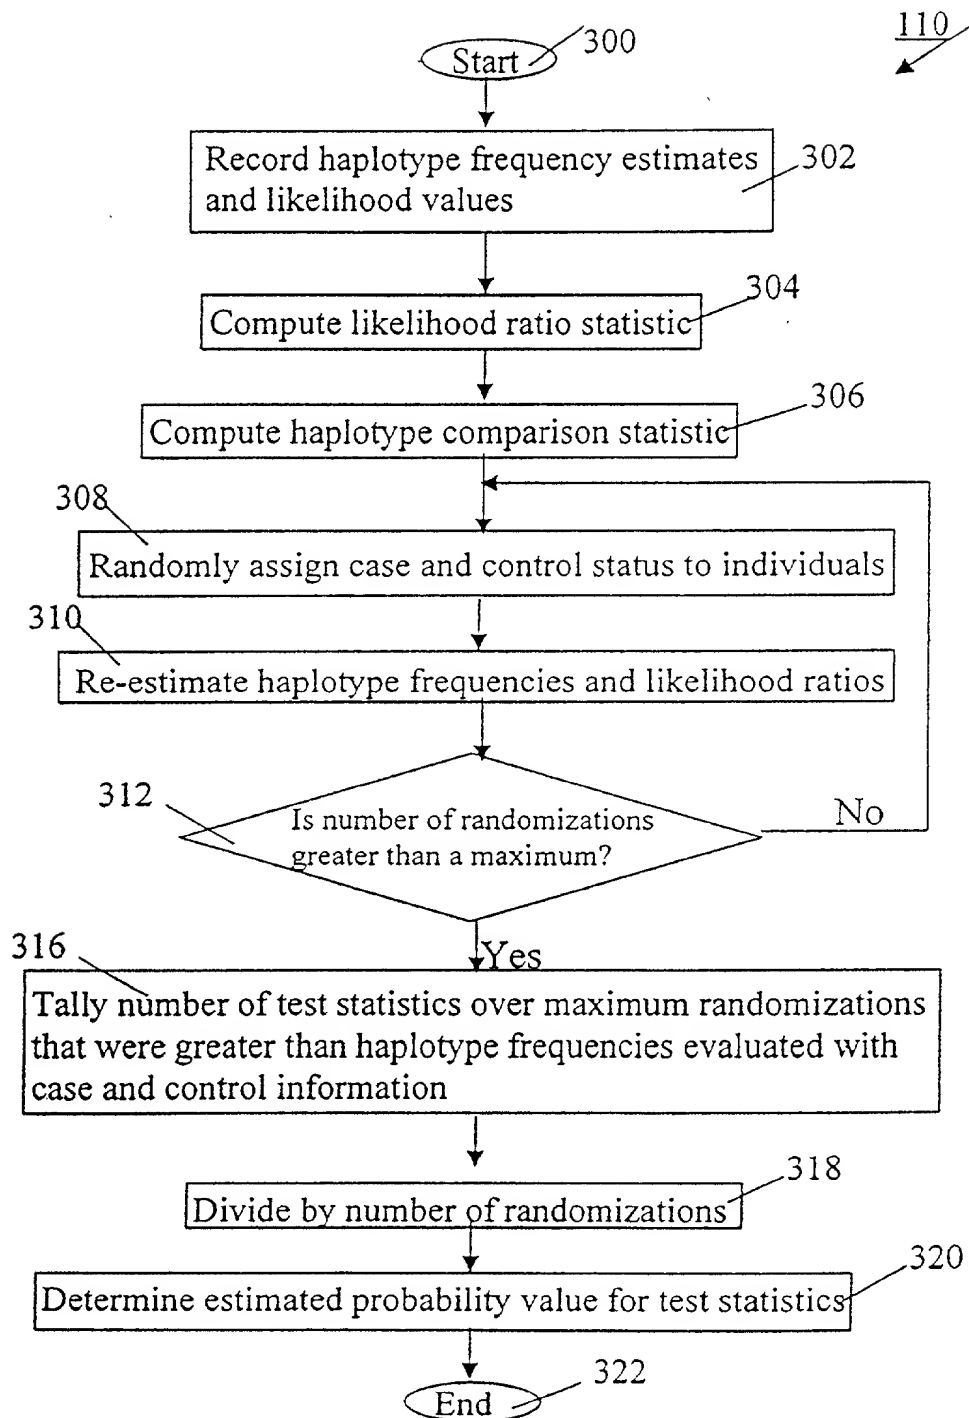 110
Start
300
Record haplotype frequency estimates
and likelihood values
302
304
Compute likelihood ratio statistic
306
Compute haplotype comparison statistic
308
Randomly assign case and control status to individuals
310
Re-estimate haplotype frequencies and likelihood ratios
312
Is number of randomizations
greater than a maximum?
No
Yes
316
Tally number of test statistics over maximum randomizations
that were greater than haplotype frequencies evaluated with
case and control information
318
Divide by number of randomizations
320
Determine estimated probability value for test statistics
322
End